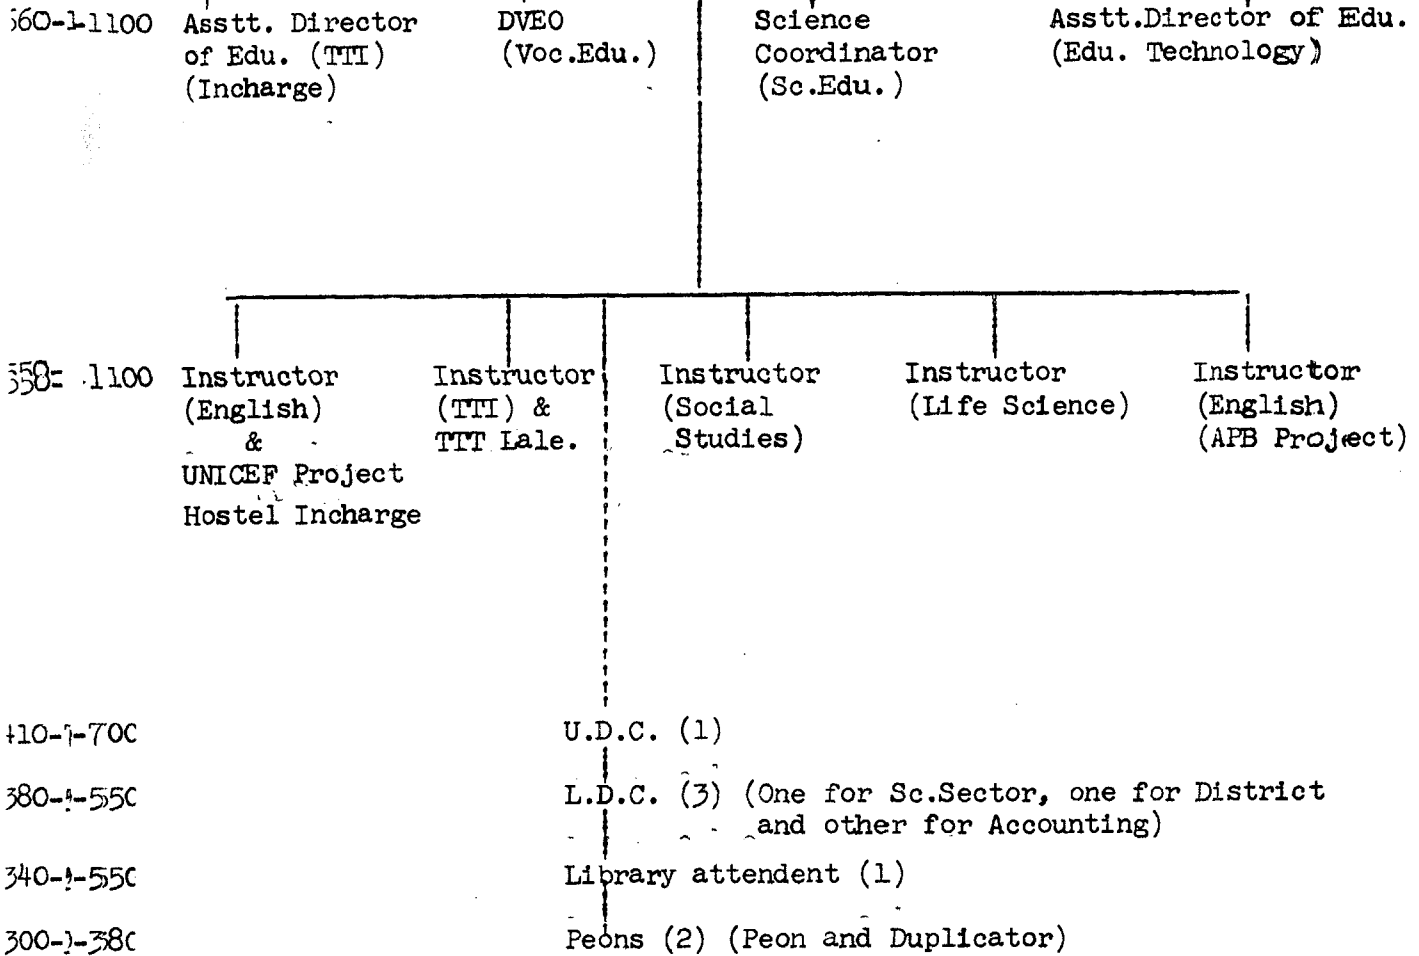 Asstt. Director DVEO Science Asstt.Director of Edu.
of Edu. (TTI) (Voc.Edu.) Coordinator (Edu. Technology)
(Incharge) (Sc.Edu.)
1100 Instructor Instructor Instructor Instructor Instructor
(English) (TTI) & (Social (Life Science) (English)
& TTT Lale. Studies) (APB Project)
UNICEF Project
Hostel Incharge
U.D.C. (1)
L.D.C. (3) (One for Sc.Sector, one for District
and other for Accounting)
Library attendent (1)
Peons (2) (Peon and Duplicator)